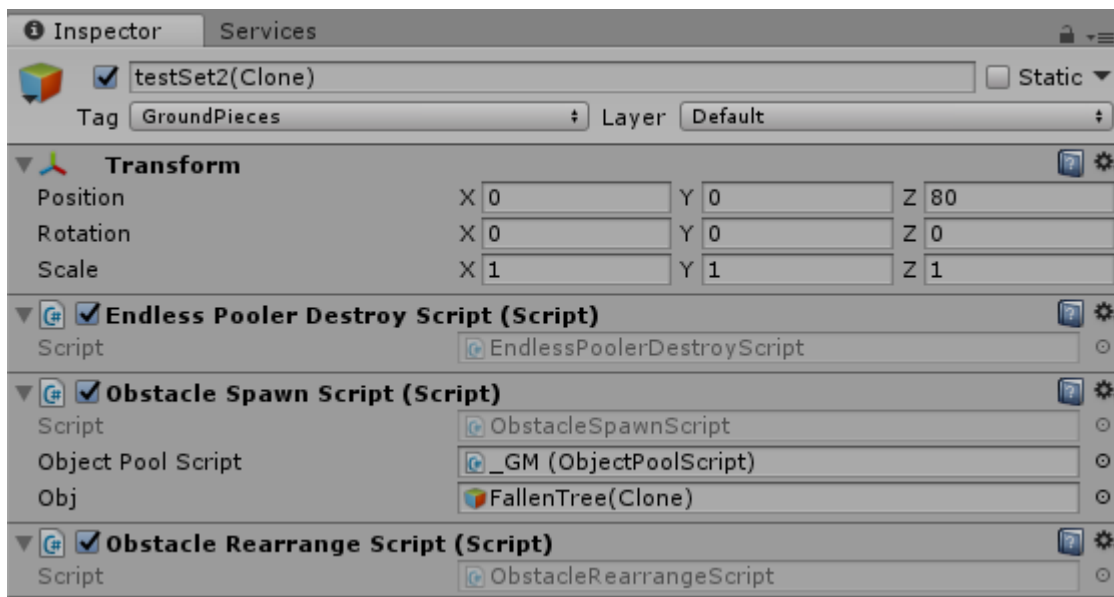 Inspector Services
testSet2(Clone) Static
Tag GroundPieces Layer Default
Transform
Position X 0 Y 0 Z 80
Rotation X 0 Y 0 Z 0
Scale X 1 Y 1 Z 1
Endless Pooler Destroy Script (Script)
Script EndlessPoolerDestroyScript
Obstacle Spawn Script (Script)
Script ObstacleSpawnScript
Object Pool Script _GM (ObjectPoolScript)
Obj FallenTree(Clone)
Obstacle Rearrange Script (Script)
Script ObstacleRearrangeScript